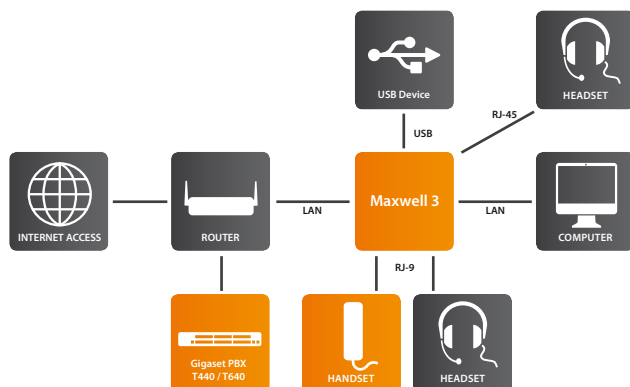 USB Device
HEADSET
RJ-45
USB
INTERNET ACCESS
ROUTER
LAN
Maxwell 3
LAN
COMPUTER
RJ-9
Gigaset PBX
T440 / T640
HANDSET
HEADSET